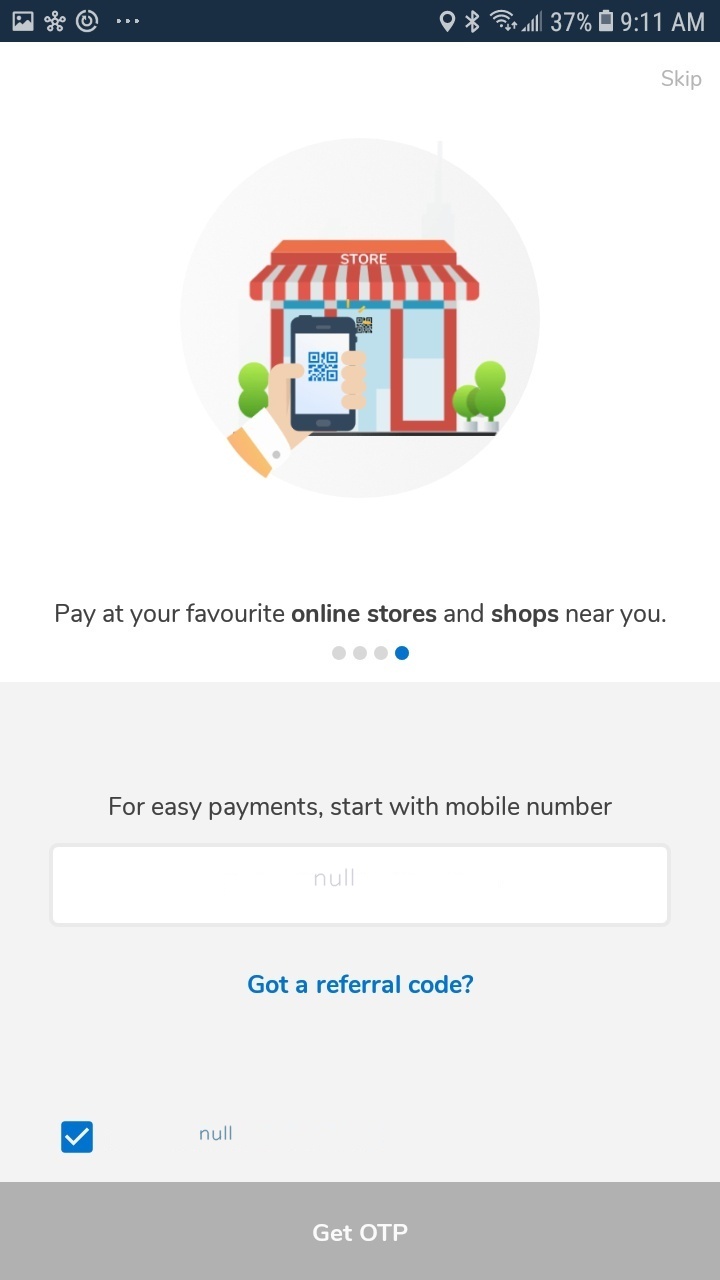 37% 9:11 AM
Skip
STORE
Pay at your favourite online stores and shops near you.
For easy payments, start with mobile number
null
Got a referral code?
null
Get OTP